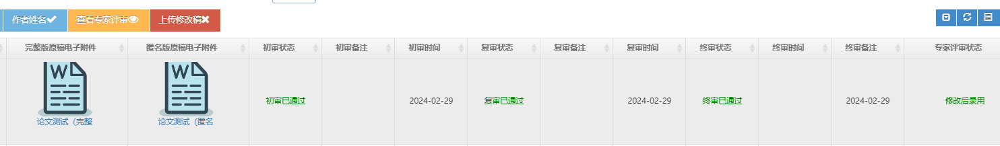 作者姓名
查看专家评审
上传修改稿
完整版原稿电子附件 匿名版原稿电子附件 初审状态 初审备注 初审时间 复审状态 复审备注 复审时间 终审状态 终审时间 终审备注 专家评审状态
W W
初审已通过 2024-02-29 复审已通过 2024-02-29 终审已通过 2024-02-29 修改后录用
论文测试（完整 论文测试（匿名